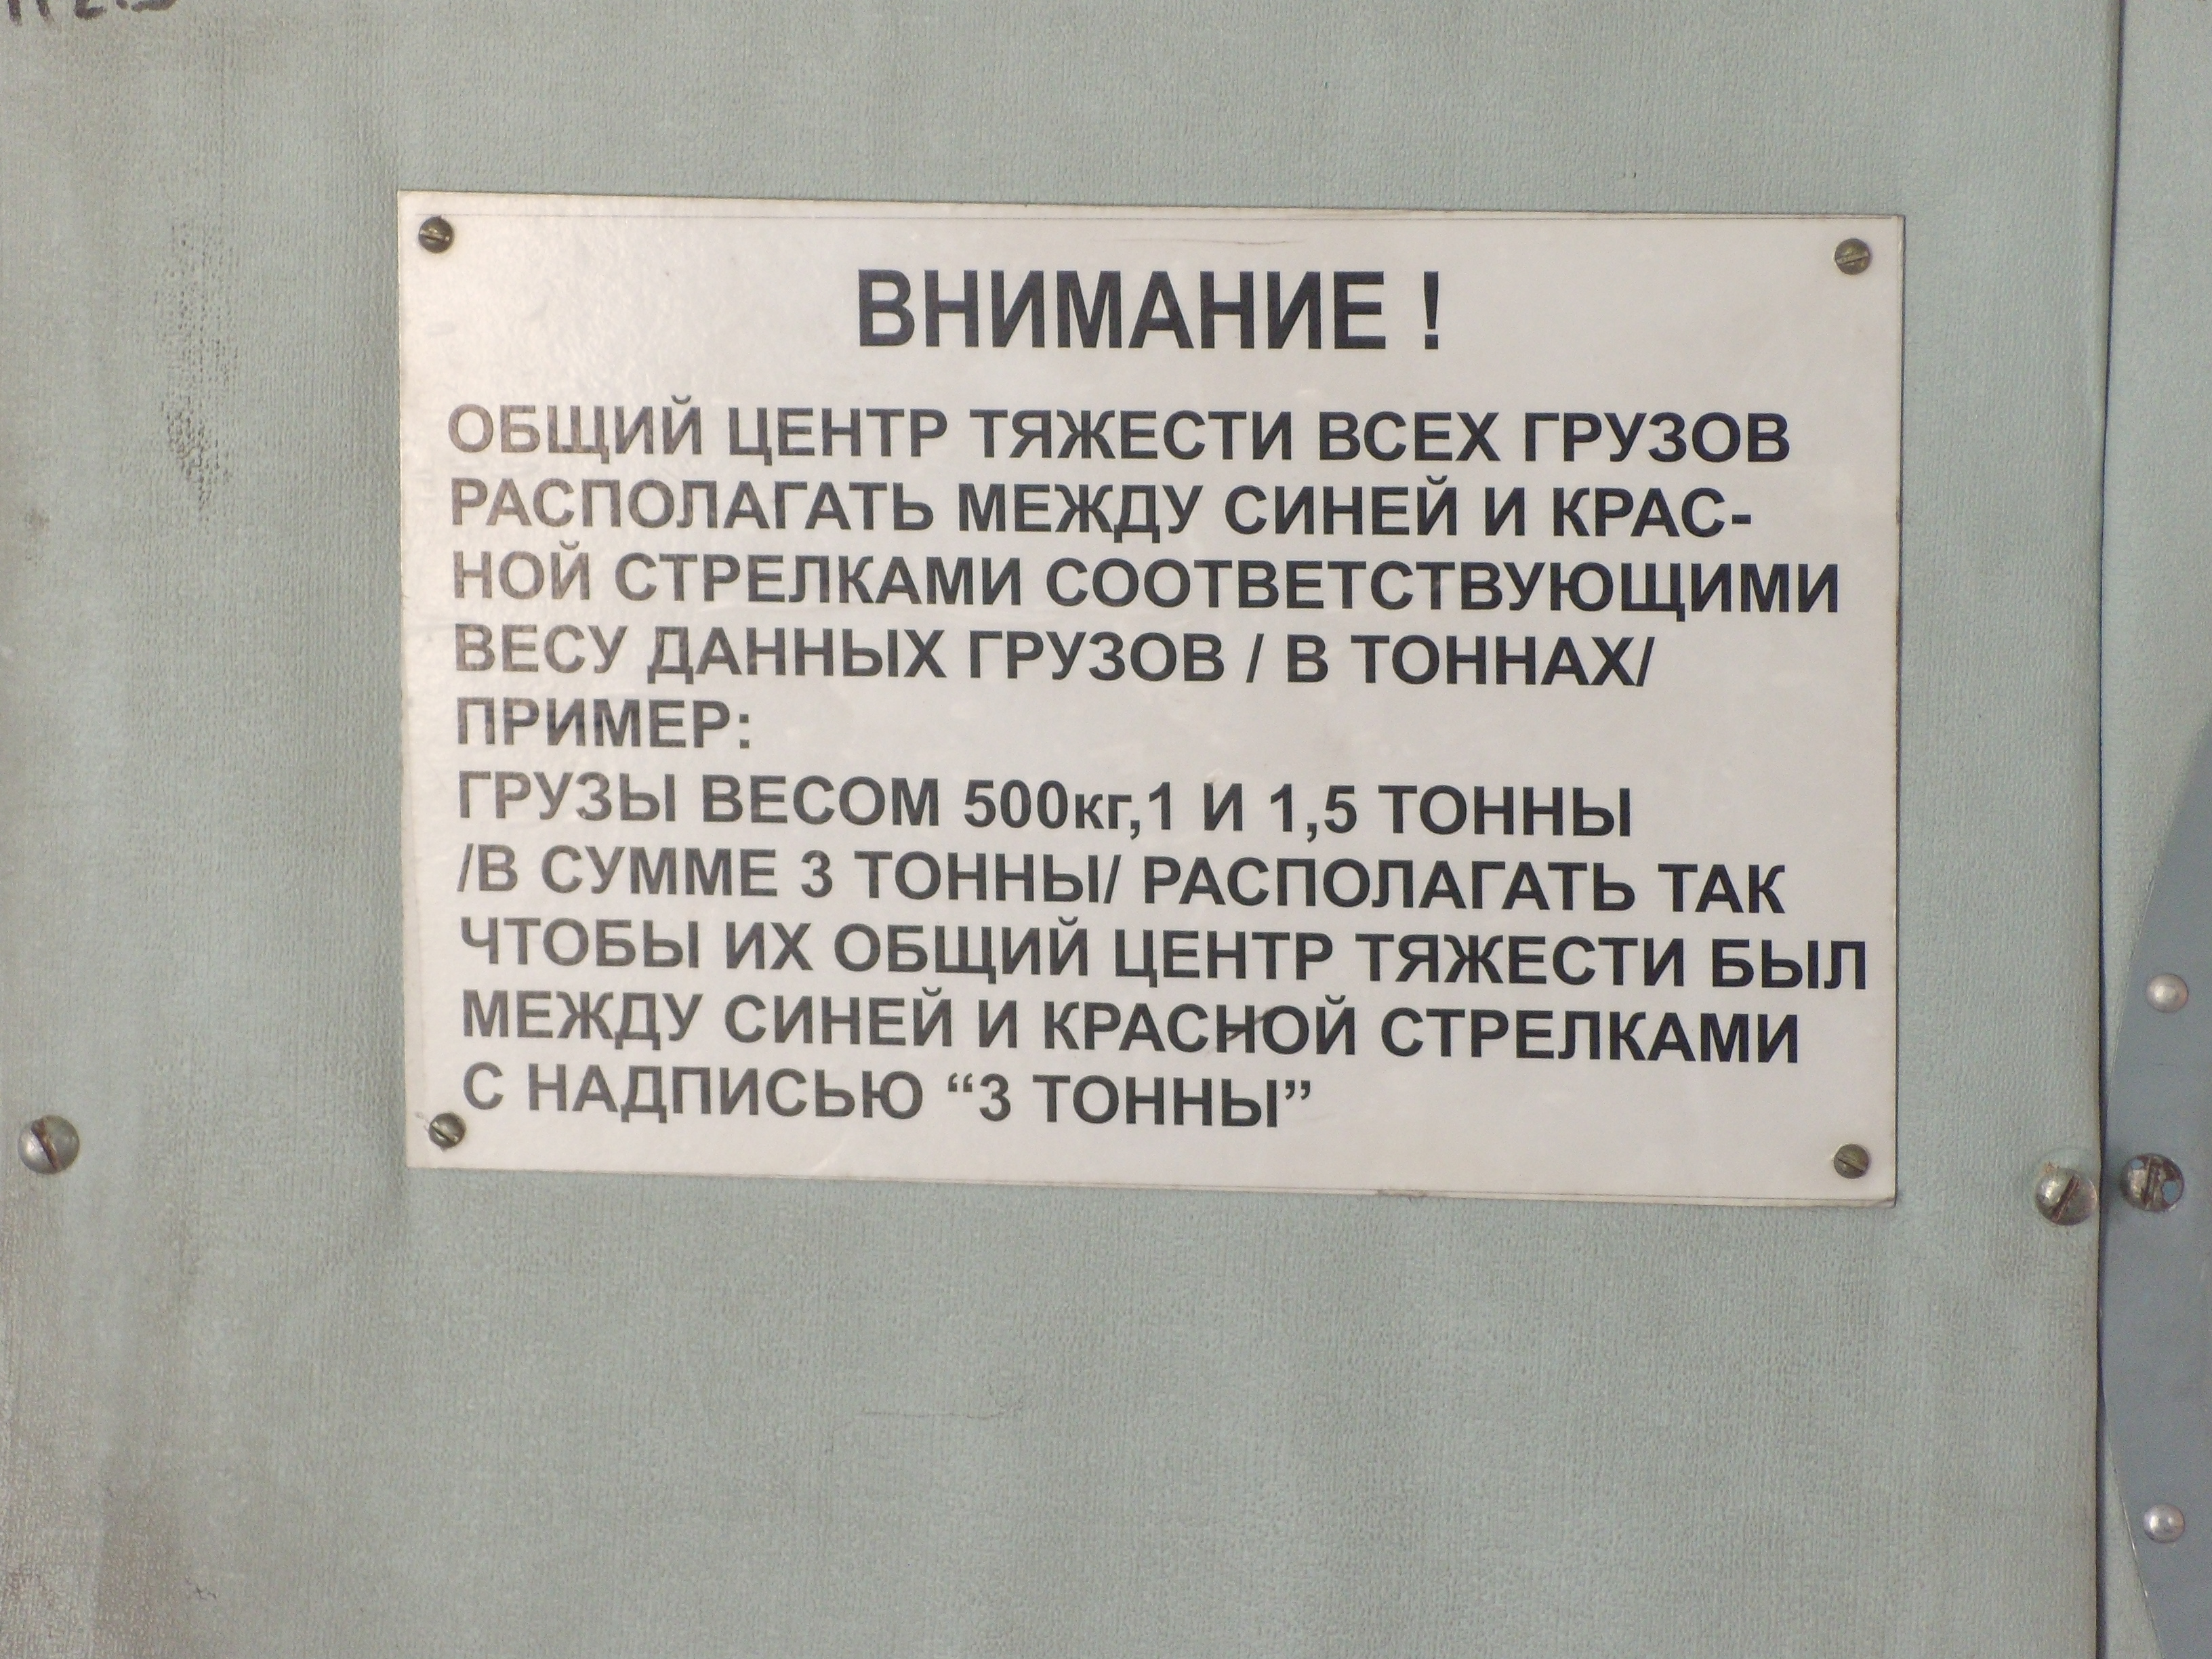 ВНИМАНИЕ !
ОБЩИЙ ЦЕНТР ТЯЖЕСТИ ВСЕХ ГРУЗОВ
РАСПОЛАГАТЬ МЕЖДУ СИНЕЙ И КРАС-
НОЙ СТРЕЛКАМИ СООТВЕТСТВУЮЩИМИ
ВЕСУ ДАННЫХ ГРУЗОВ / В ТОННАХ/
ПРИМЕР:
ГРУЗЫ ВЕСОМ 500кг,1 И 1,5 ТОННЫ
/В СУММЕ 3 ТОННЫ/ РАСПОЛАГАТЬ ТАК
ЧТОБЫ ИХ ОБЩИЙ ЦЕНТР ТЯЖЕСТИ БЫЛ
МЕЖДУ СИНЕЙ И КРАСНОЙ СТРЕЛКАМИ
С НАДПИСЬЮ “3 ТОННЫ”